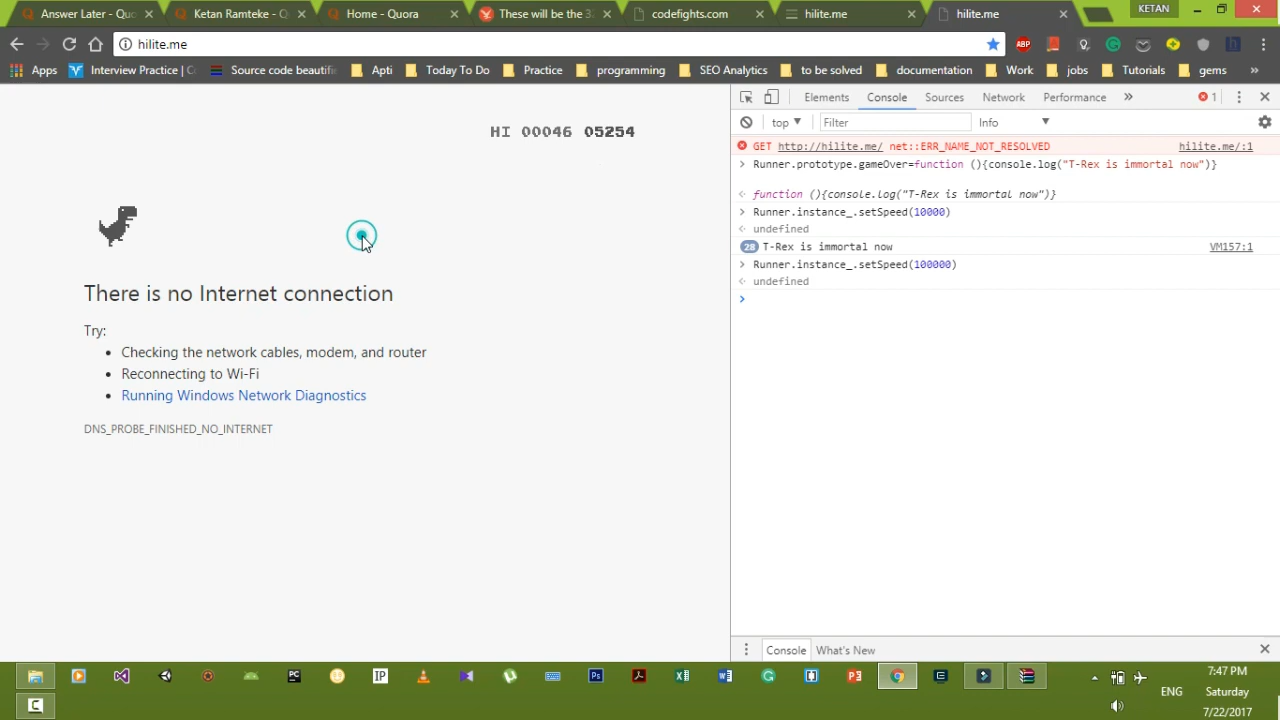 Answer Later - Quo
Ketan Ramteke - Q
Home - Quora
These will be the 3
codefights.com
hilite.me
hilite.me
KETAN
hilite.me
ABP
Apps
Interview Practice | C
Source code beautifi
Apti
Today To Do
Practice
programming
SEO Analytics
to be solved
documentation
Work
jobs
Tutorials
gems
»
Elements
Console
Sources
Network
Performance
»
1
top
Filter
Info
HI 00046 05254
There is no Internet connection
Try:
• Checking the network cables, modem, and router
• Reconnecting to Wi-Fi
• Running Windows Network Diagnostics
DNS_PROBE_FINISHED_NO_INTERNET
GET http://hilite.me/ net::ERR_NAME_NOT_RESOLVED hilite.me/:1
> Runner.prototype.gameOver=function (){console.log("T-Rex is immortal now")}
function (){console.log("T-Rex is immortal now")}
> Runner.instance_.setSpeed(10000)
undefined
28 T-Rex is immortal now VM157:1
> Runner.instance_.setSpeed(100000)
undefined
>
Console
What's New
PC
IP
Ps
P3
7:47 PM
ENG
Saturday
7/22/2017